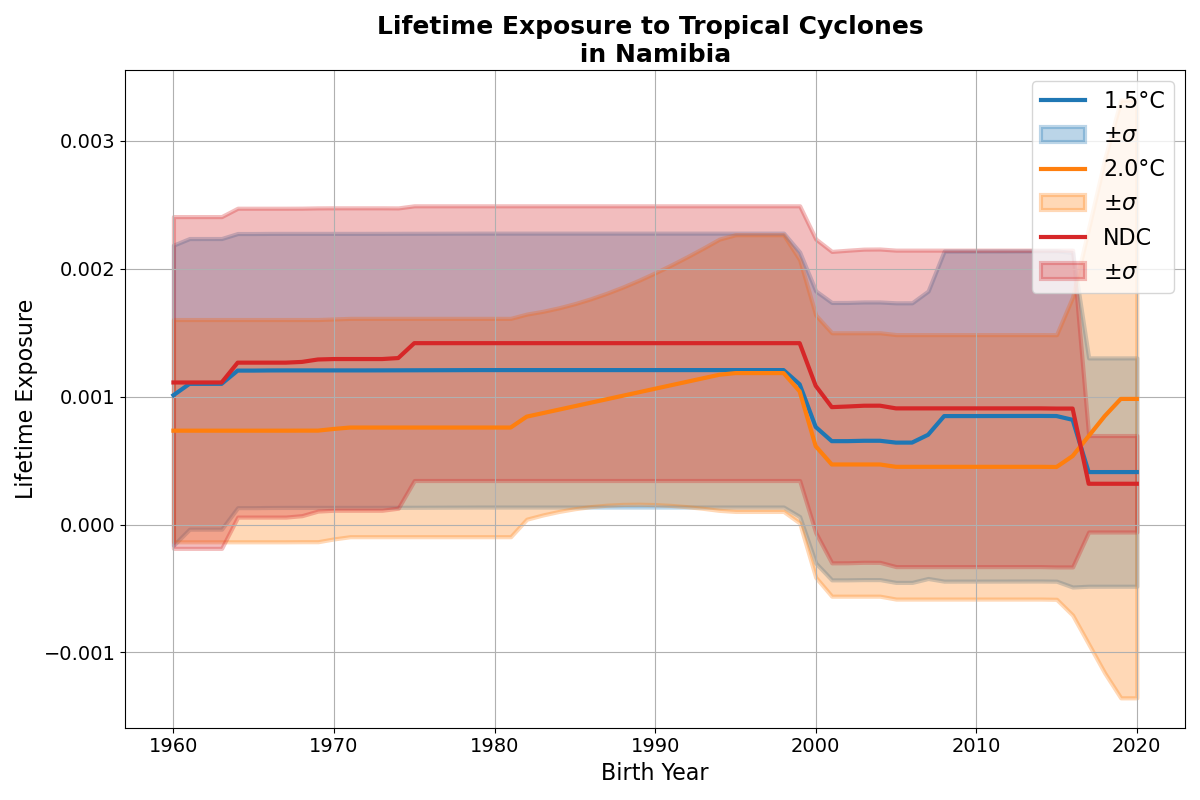 Lifetime Exposure to Tropical Cyclones
in Namibia
Lifetime Exposure
0.003
0.002
0.001
0.000
−0.001
1960
1970
1980
1990
2000
2010
2020
Birth Year
1.5°C
±σ
2.0°C
±σ
NDC
±σ